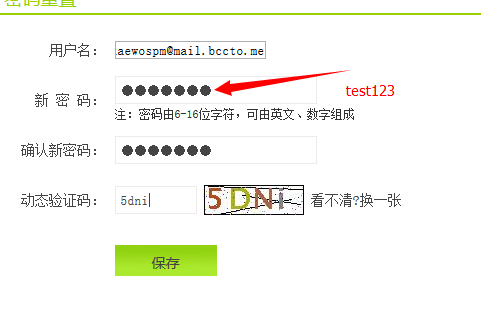 密码重置
用户名： aewospm@mail.bccto.me
新 密 码： ●●●●●●● test123
注：密码由6-16位字符，可由英文、数字组成
确认新密码： ●●●●●●●
动态验证码： 5dni 5DNi 看不清?换一张
保存